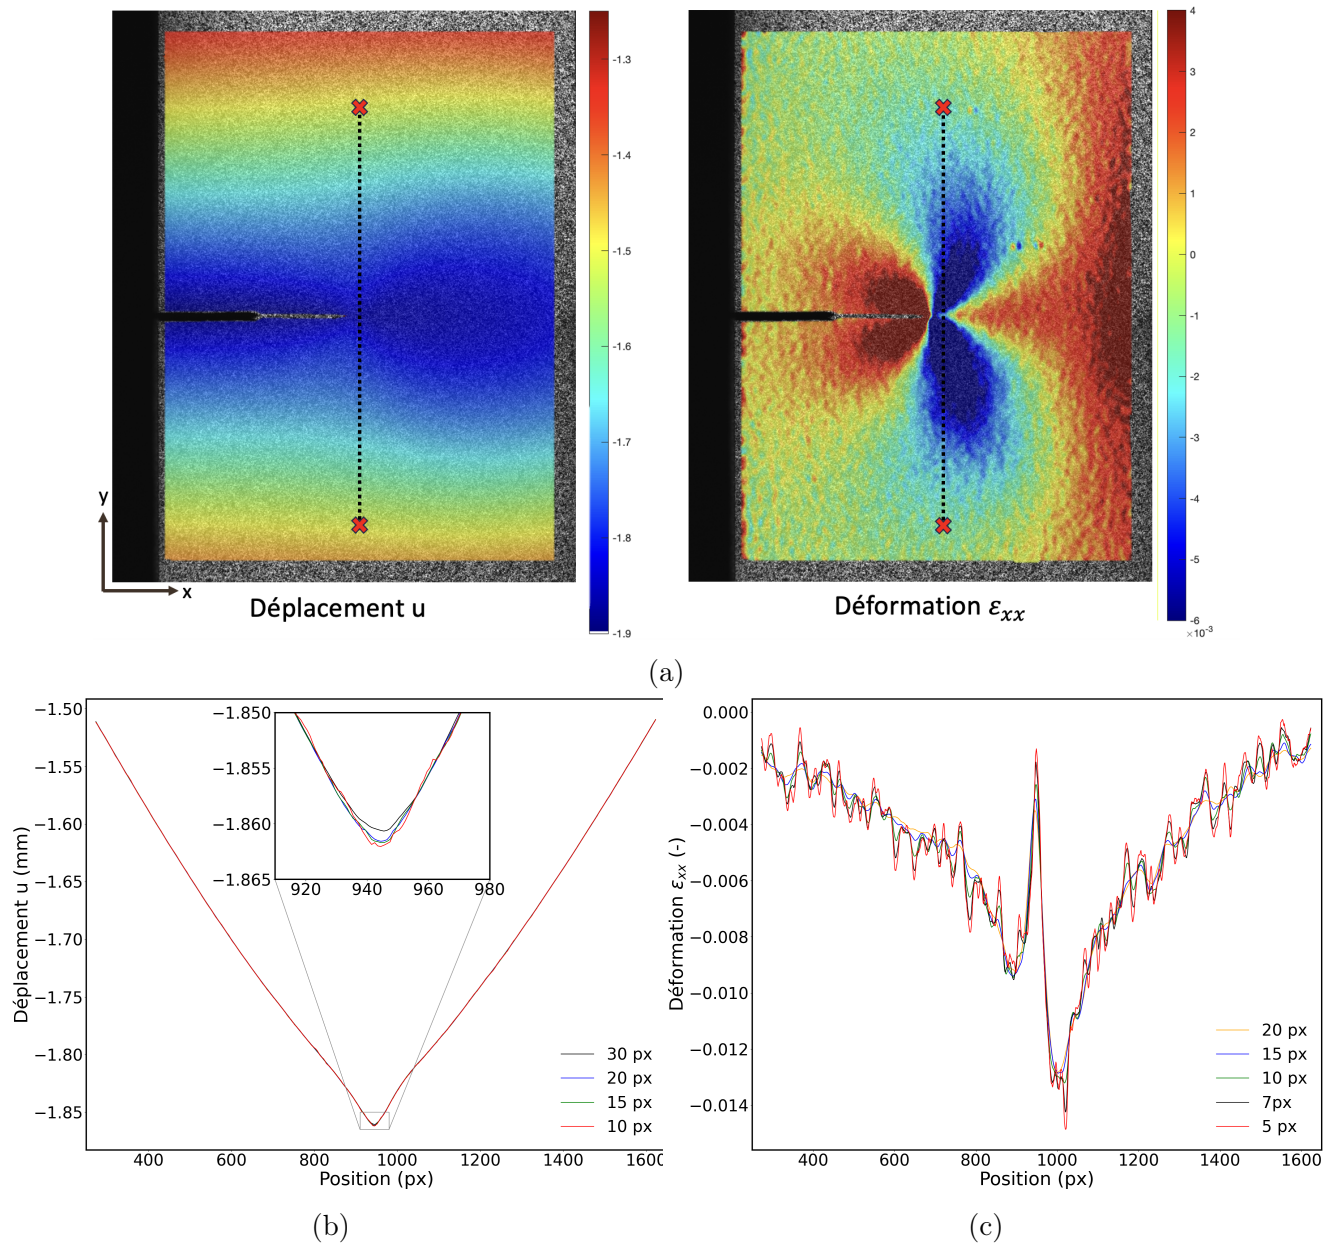 -1.3
-1.4
-1.5
-1.6
-1.7
-1.8
-1.9
4
3
2
1
0
-1
-2
-3
-4
-5
-6
×10⁻³
y
x
Déplacement u
Déformation εₓₓ
(a)
−1.50
−1.55
−1.60
−1.65
−1.70
−1.75
−1.80
−1.85
Déplacement u (mm)
−1.850
−1.855
−1.860
−1.865
920 940 960 980
30 px
20 px
15 px
10 px
400 600 800 1000 1200 1400 1600
Position (px)
(b)
0.000
−0.002
−0.004
−0.006
−0.008
−0.010
−0.012
−0.014
Déformation εₓₓ (-)
20 px
15 px
10 px
7px
5 px
400 600 800 1000 1200 1400 1600
Position (px)
(c)